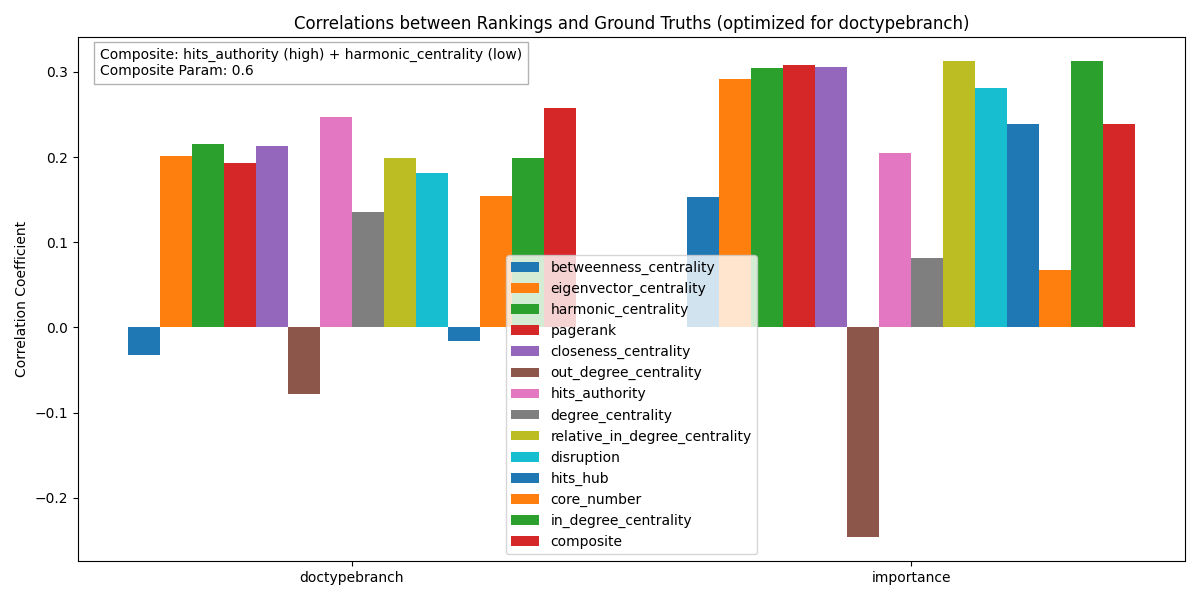 Correlations between Rankings and Ground Truths (optimized for doctypebranch)
Composite: hits_authority (high) + harmonic_centrality (low)
Composite Param: 0.6
Correlation Coefficient
0.3
0.2
0.1
0.0
−0.1
−0.2
betweenness_centrality
eigenvector_centrality
harmonic_centrality
pagerank
closeness_centrality
out_degree_centrality
hits_authority
degree_centrality
relative_in_degree_centrality
disruption
hits_hub
core_number
in_degree_centrality
composite
doctypebranch
importance